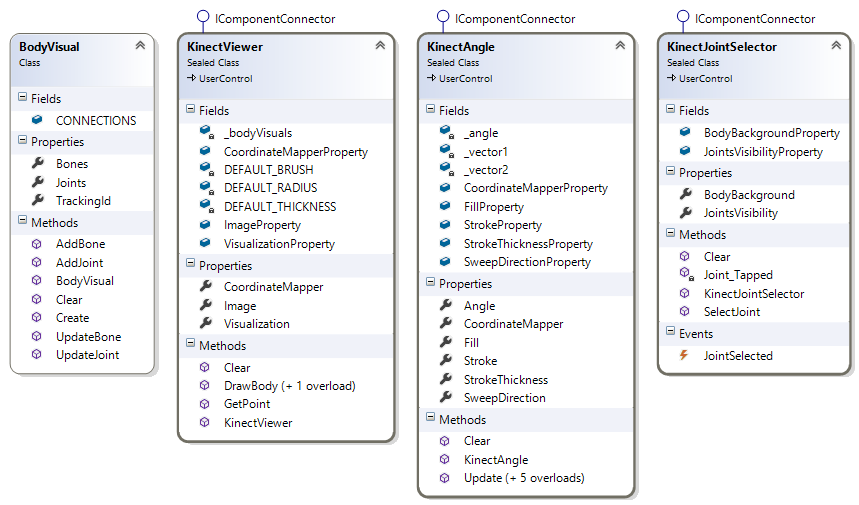 BodyVisual
Class
Fields
CONNECTIONS
Properties
Bones
Joints
TrackingId
Methods
AddBone
AddJoint
BodyVisual
Clear
Create
UpdateBone
UpdateJoint
IComponentConnector
KinectViewer
Sealed Class
UserControl
Fields
_bodyVisuals
CoordinateMapperProperty
DEFAULT_BRUSH
DEFAULT_RADIUS
DEFAULT_THICKNESS
ImageProperty
VisualizationProperty
Properties
CoordinateMapper
Image
Visualization
Methods
Clear
DrawBody (+ 1 overload)
GetPoint
KinectViewer
IComponentConnector
KinectAngle
Sealed Class
UserControl
Fields
_angle
_vector1
_vector2
CoordinateMapperProperty
FillProperty
StrokeProperty
StrokeThicknessProperty
SweepDirectionProperty
Properties
Angle
CoordinateMapper
Fill
Stroke
StrokeThickness
SweepDirection
Methods
Clear
KinectAngle
Update (+ 5 overloads)
IComponentConnector
KinectJointSelector
Sealed Class
UserControl
Fields
BodyBackgroundProperty
JointsVisibilityProperty
Properties
BodyBackground
JointsVisibility
Methods
Clear
Joint_Tapped
KinectJointSelector
SelectJoint
Events
JointSelected